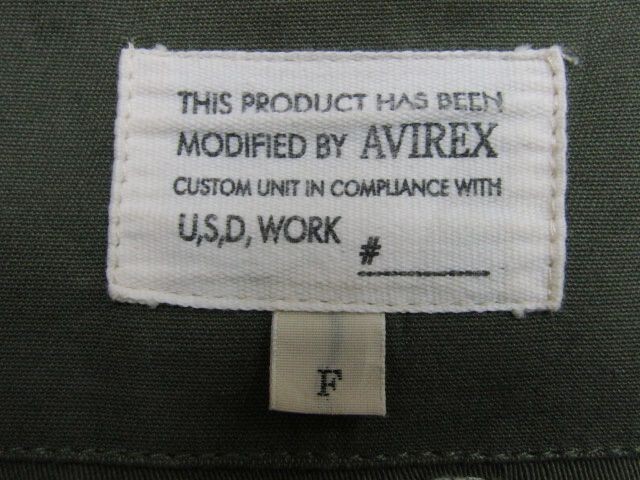 THIS PRODUCT HAS BEEN
MODIFIED BY AVIREX
CUSTOM UNIT IN COMPLIANCE WITH
U,S,D, WORK
#
F